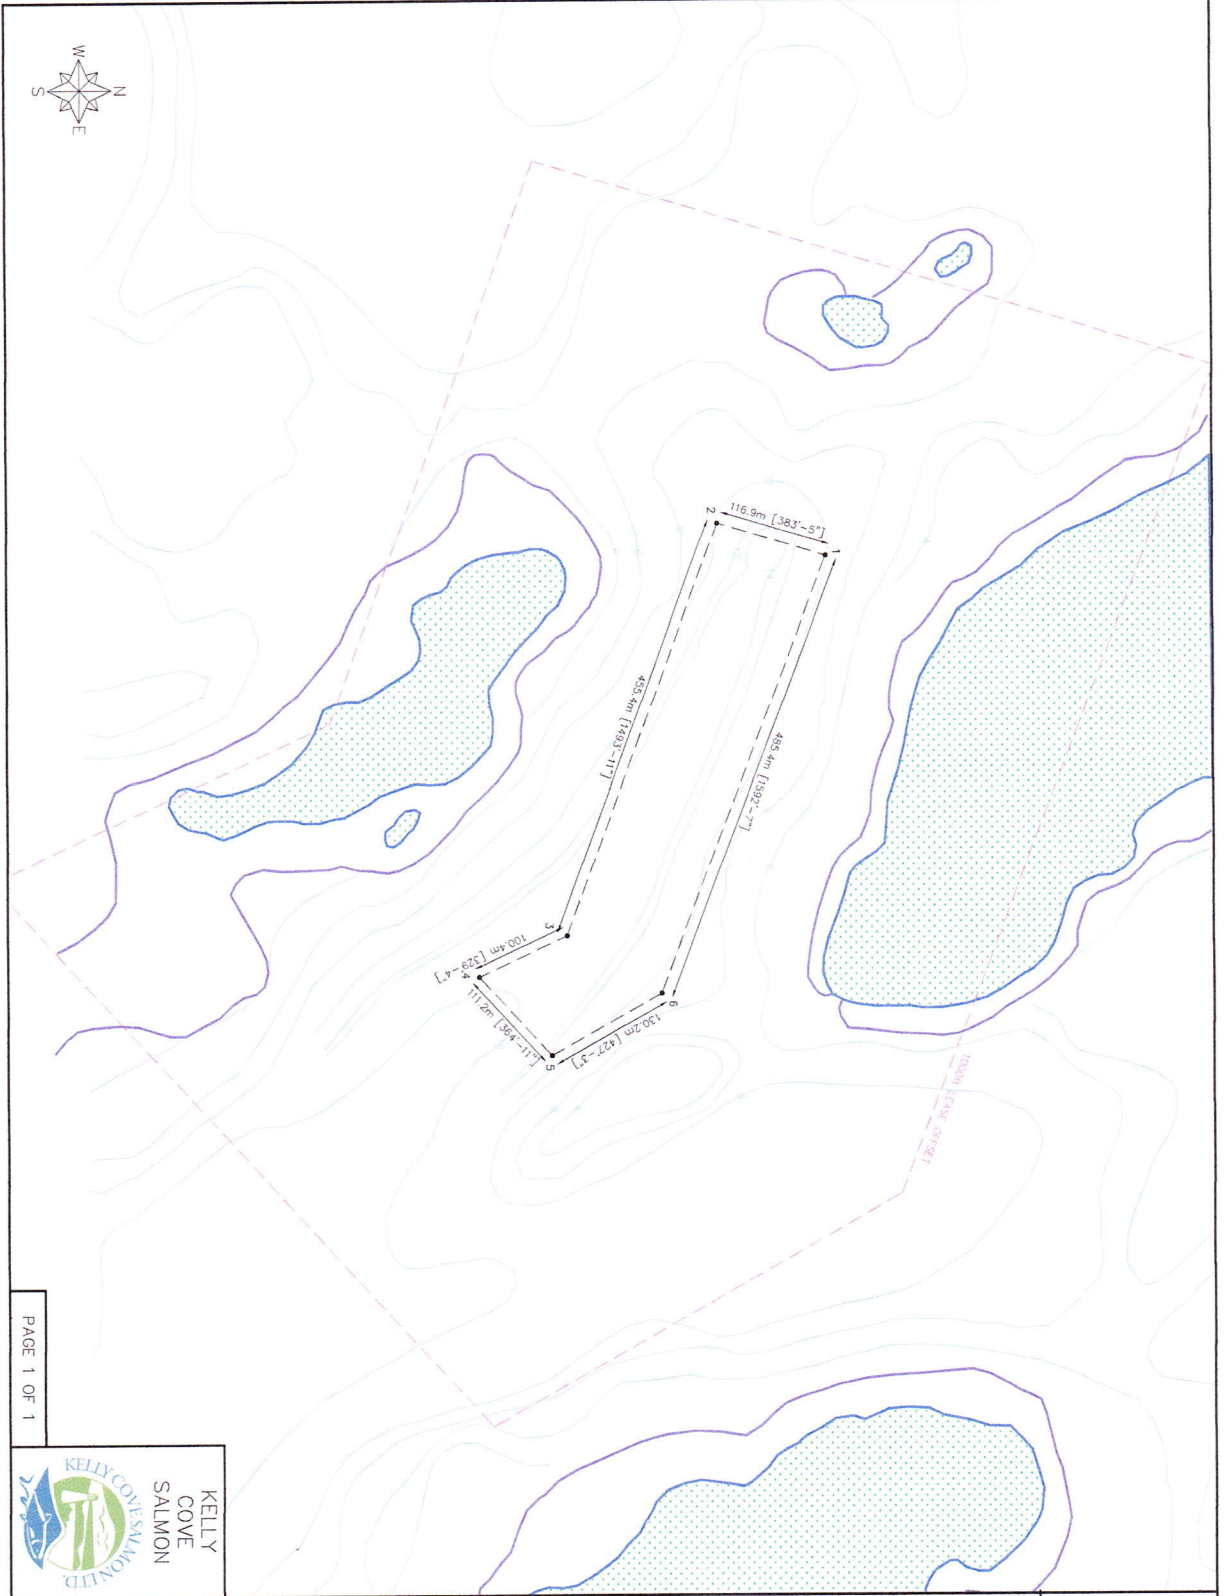 N
W
E
S
1
116.9m [383'-5"]
2
485.4m [1592'-7"]
455.4m [1493'-11"]
3
100.4m [329'-4"]
4
111.2m [364'-11"]
5
130.2m [427'-3"]
6
1000M LEASE OFFSET
KELLY
COVE
SALMON
KELLY COVE SALMON LTD.
PAGE 1 OF 1